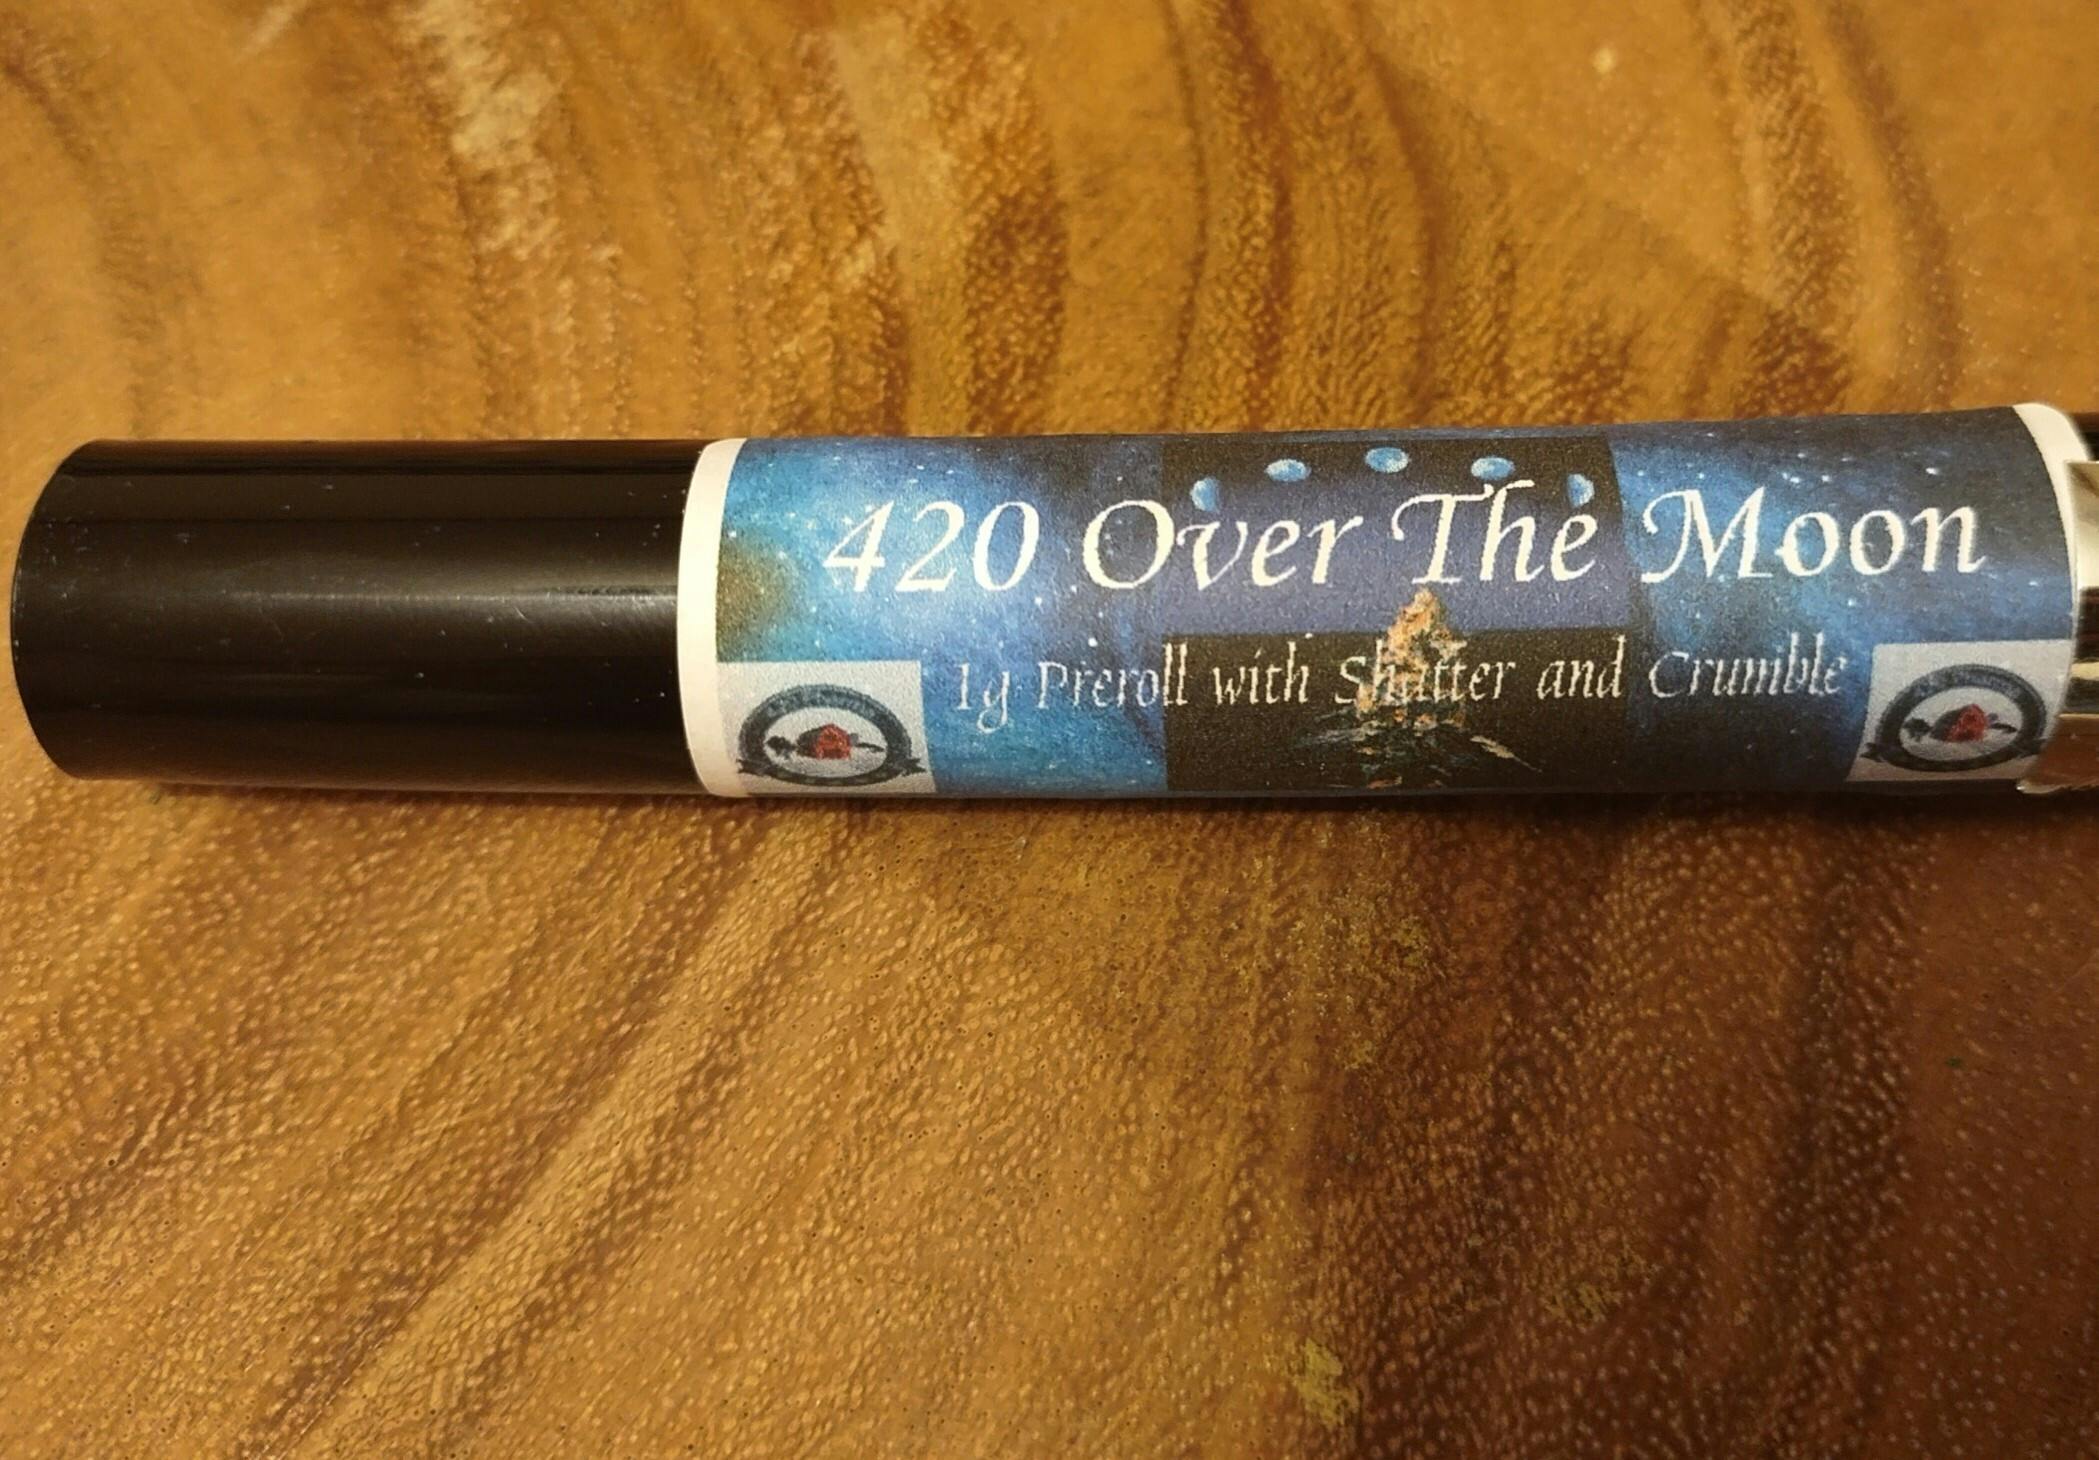 420 Over The Moon
1g Preroll with Shatter and Crumble